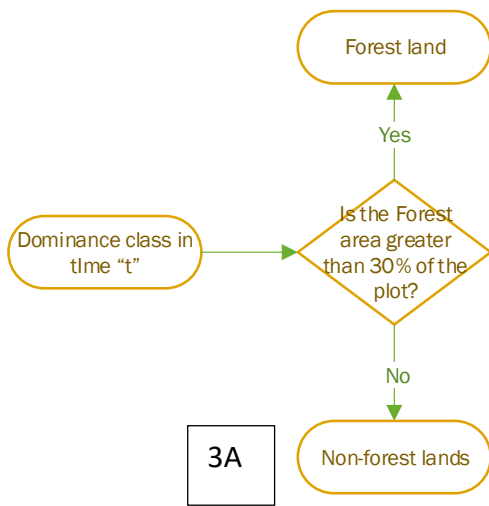 Forest land
Yes
Dominance class in
tIme “t”
Is the Forest
area greater
than 30% of the
plot?
No
3A
Non-forest lands